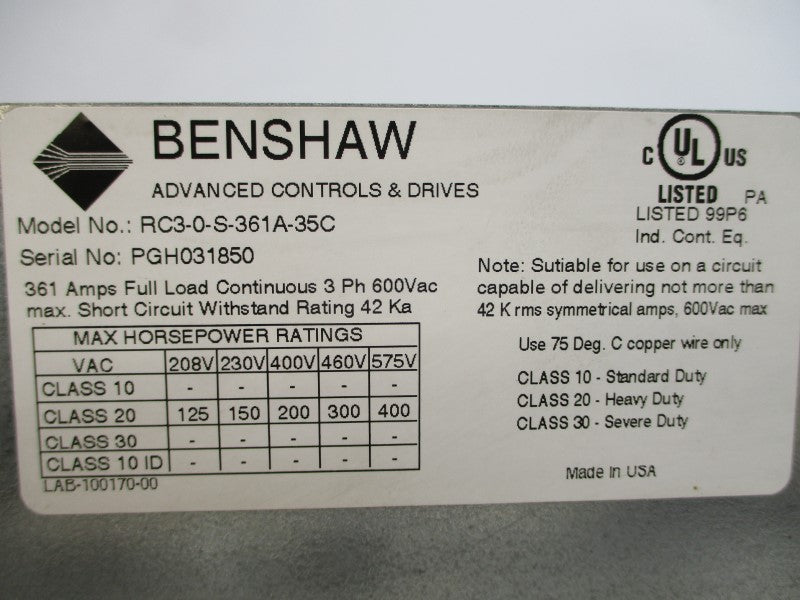 BENSHAW
ADVANCED CONTROLS & DRIVES
Model No.: RC3-0-S-361A-35C
Serial No: PGH031850
361 Amps Full Load Continuous 3 Ph 600Vac
max. Short Circuit Withstand Rating 42 Ka
MAX HORSEPOWER RATINGS
VAC 208V 230V 400V 460V 575V
CLASS 10 - - - - -
CLASS 20 125 150 200 300 400
CLASS 30 - - - - -
CLASS 10 ID - - - - -
LAB-100170-00
C UL ® US
LISTED PA
LISTED 99P6
Ind. Cont. Eq.
Note: Sutiable for use on a circuit
capable of delivering not more than
42 K rms symmetrical amps, 600Vac max
Use 75 Deg. C copper wire only
CLASS 10 - Standard Duty
CLASS 20 - Heavy Duty
CLASS 30 - Severe Duty
Made In USA